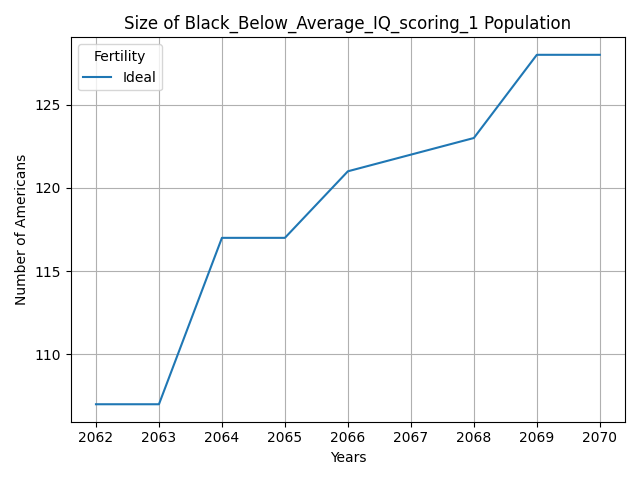 Size of Black_Below_Average_IQ_scoring_1 Population
Fertility
Ideal
125
120
115
110
Number of Americans
2062 2063 2064 2065 2066 2067 2068 2069 2070
Years